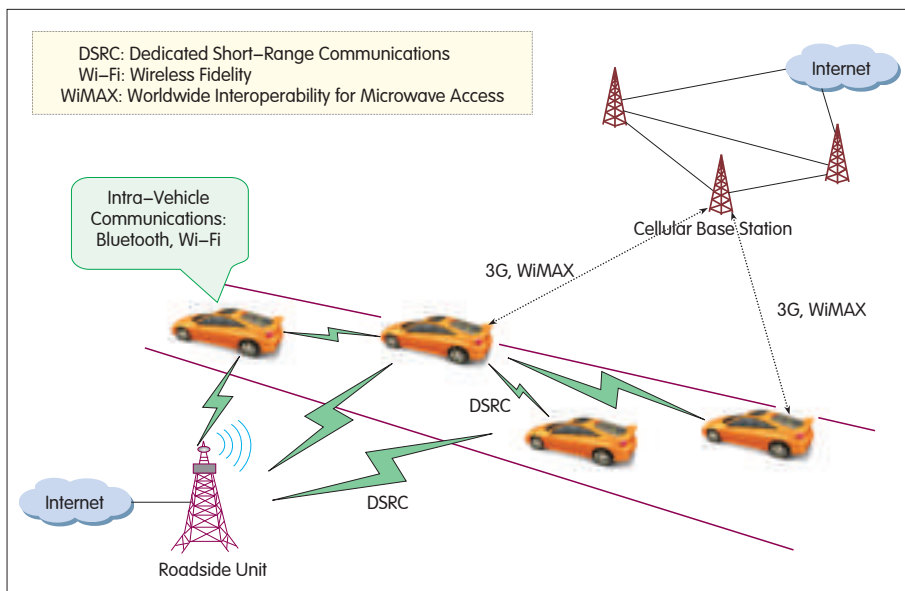 DSRC: Dedicated Short–Range Communications
Wi–Fi: Wireless Fidelity
WiMAX: Worldwide Interoperability for Microwave Access
Internet
Intra–Vehicle
Communications:
Bluetooth, Wi–Fi
Cellular Base Station
3G, WiMAX
3G, WiMAX
DSRC
DSRC
Internet
Roadside Unit